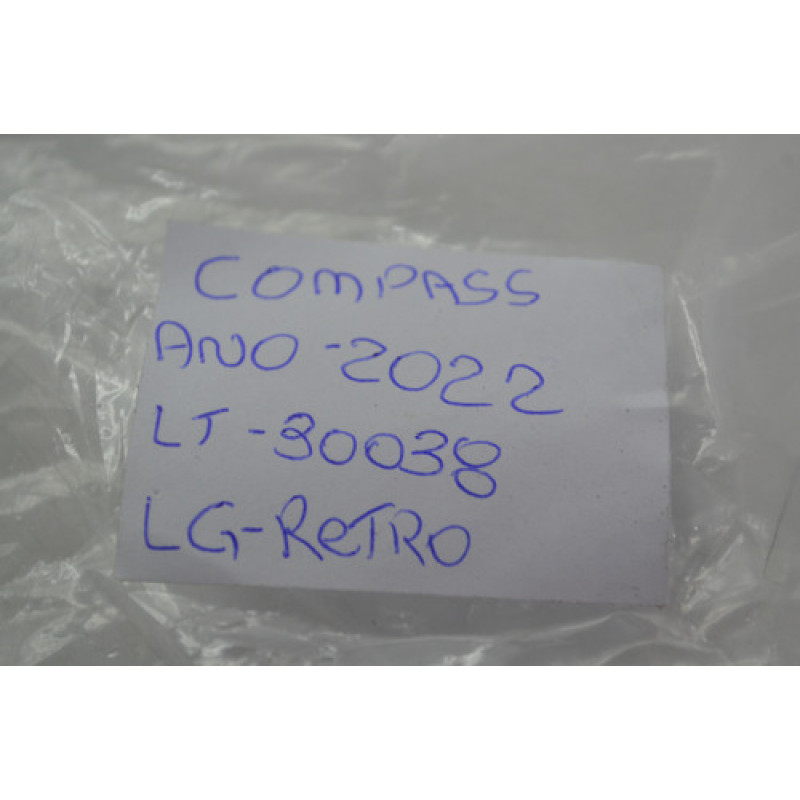 COMPASS
ANO-2022
LT-30038
LG-ReTRO